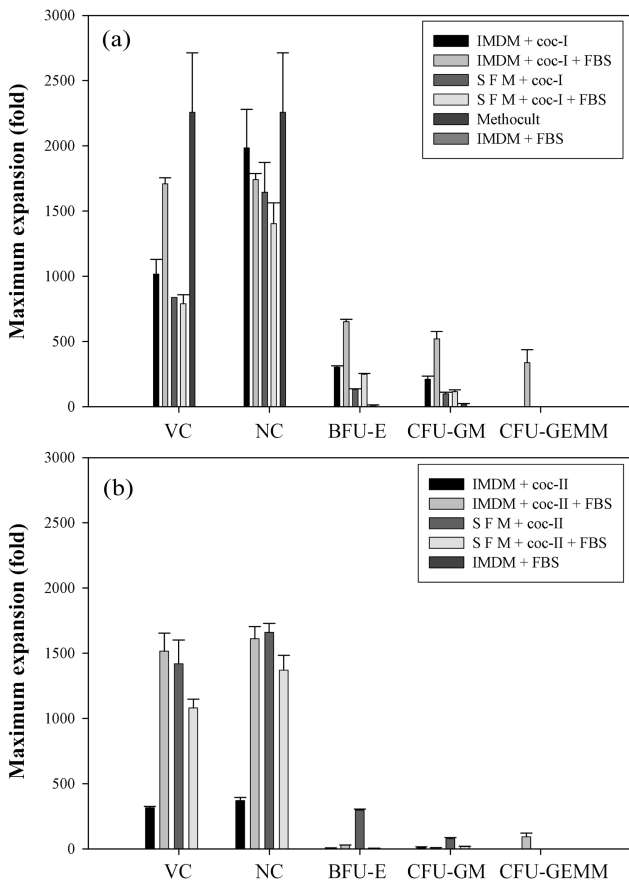 (a)
IMDM + coc-I
IMDM + coc-I + FBS
S F M + coc-I
S F M + coc-I + FBS
Methocult
IMDM + FBS
Maximum expansion (fold)
3000
2500
2000
1500
1000
500
0
VC NC BFU-E CFU-GM CFU-GEMM
(b)
IMDM + coc-II
IMDM + coc-II + FBS
S F M + coc-II
S F M + coc-II + FBS
IMDM + FBS
Maximum expansion (fold)
3000
2500
2000
1500
1000
500
0
VC NC BFU-E CFU-GM CFU-GEMM